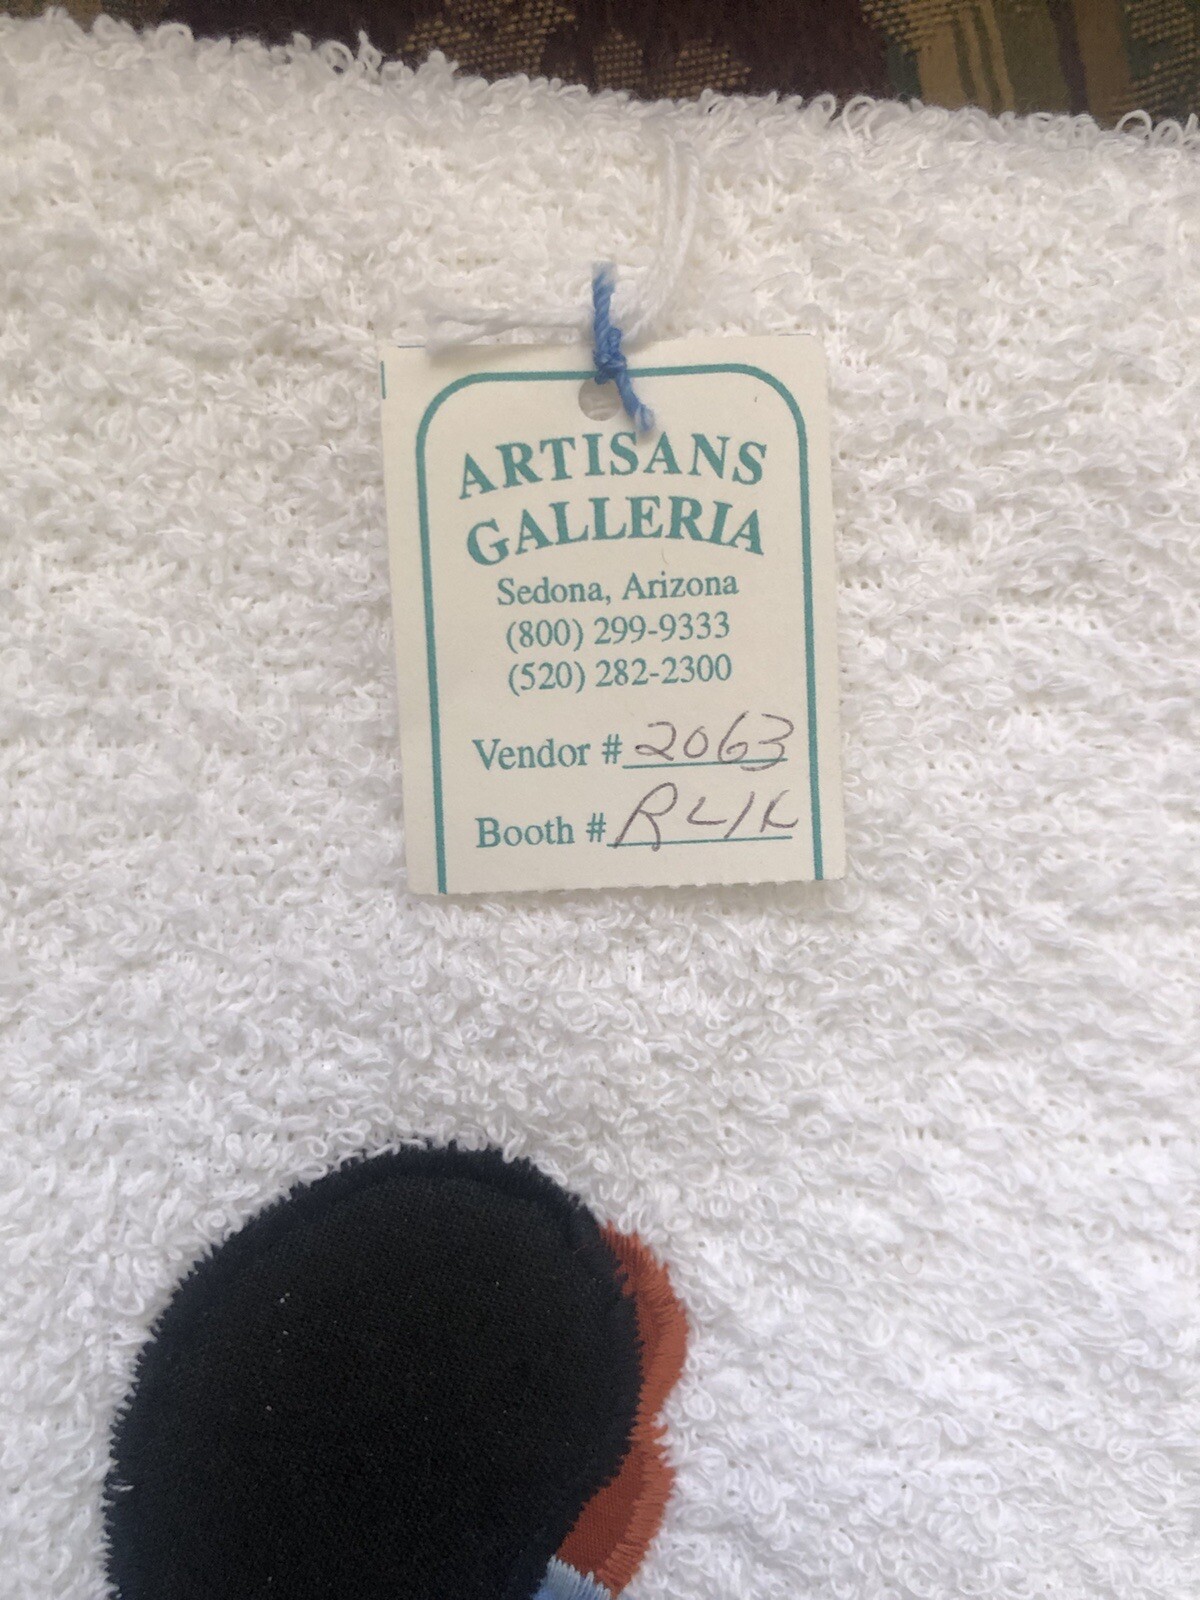 ARTISANS
GALLERIA
Sedona, Arizona
(800) 299-9333
(520) 282-2300
Vendor # 2063
Booth #